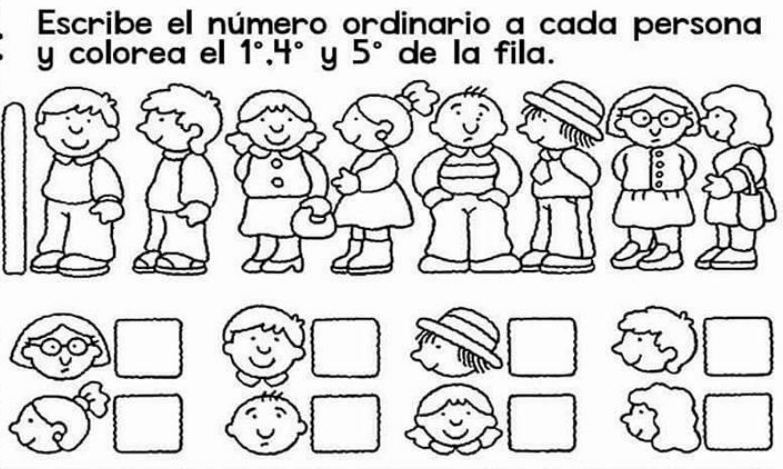 Escribe el número ordinario a cada persona
y colorea el 1°,4° y 5° de la fila.